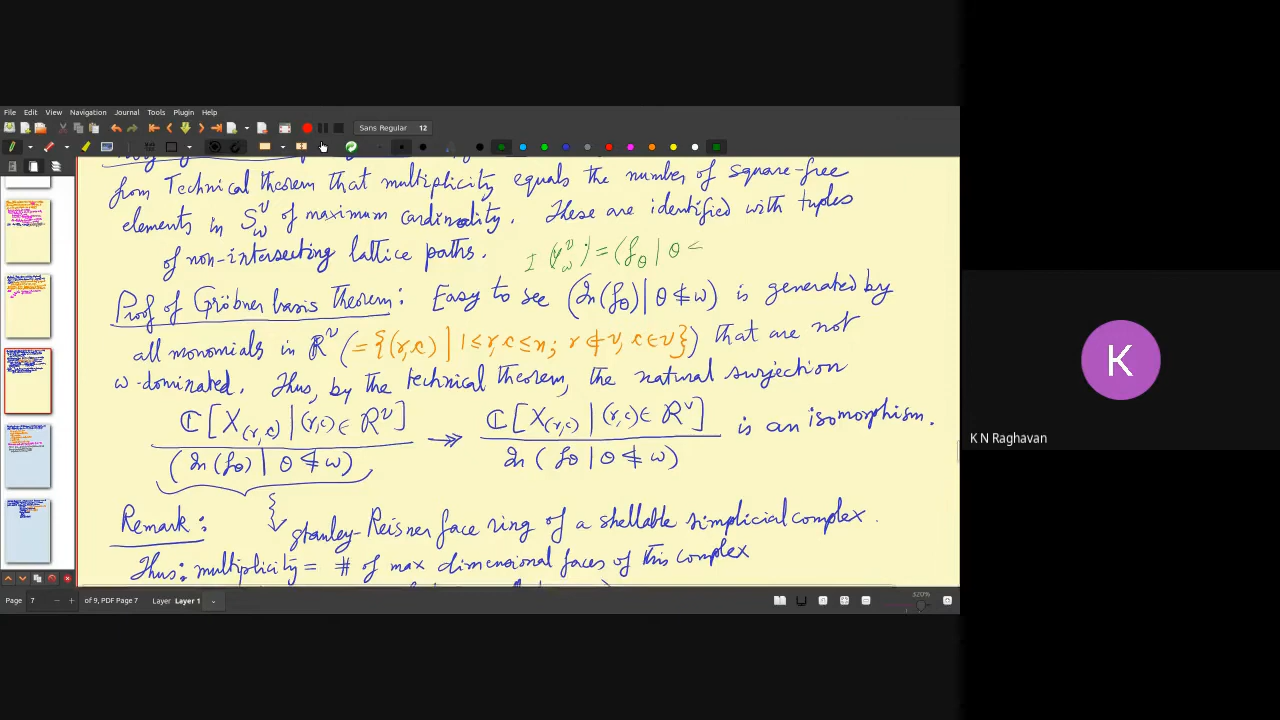 File Edit View Navigation Journal Tools Plugin Help
Sans Regular 12
from Technical theorem that multiplicity equals the number of square-free
elements in S_w^v of maximum cardinality. These are identified with tuples
of non-intersecting lattice paths. I(Y_w^v) = (f_θ | θ <
Proof of Gröbner basis Theorem: Easy to see (In(f_θ) | θ ≰ w) is generated by
all monomials in R^v (= {(r,c) | 1 ≤ r,c ≤ n; r ∉ v, c ∈ v}) that are not
w-dominated. Thus, by the technical theorem, the natural surjection
ℂ[X_(r,c) | (r,c) ∈ R^v] / (In(f_θ) | θ ≰ w) ↠ ℂ[X_(r,c) | (r,c) ∈ R^v] / In(f_θ | θ ≰ w) is an isomorphism.
Remark: Stanley-Reisner face ring of a shellable simplicial complex.
Thus: multiplicity = # of max dimensional faces of this complex
K
K N Raghavan
Page 7 of 9, PDF Page 7 Layer Layer 1 320%